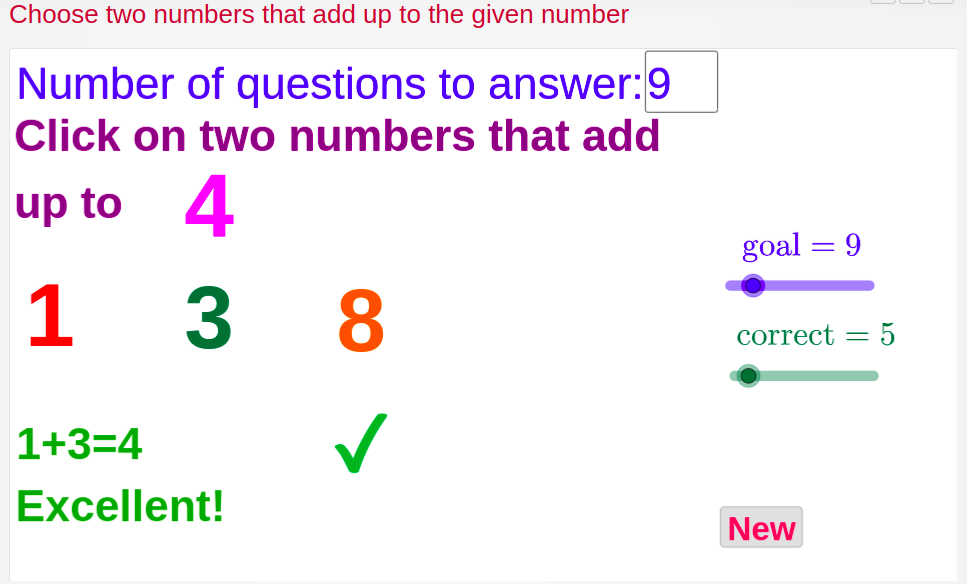 Choose two numbers that add up to the given number
Number of questions to answer:9
Click on two numbers that add
up to 4
goal = 9
1 3 8
correct = 5
1+3=4
Excellent!
New